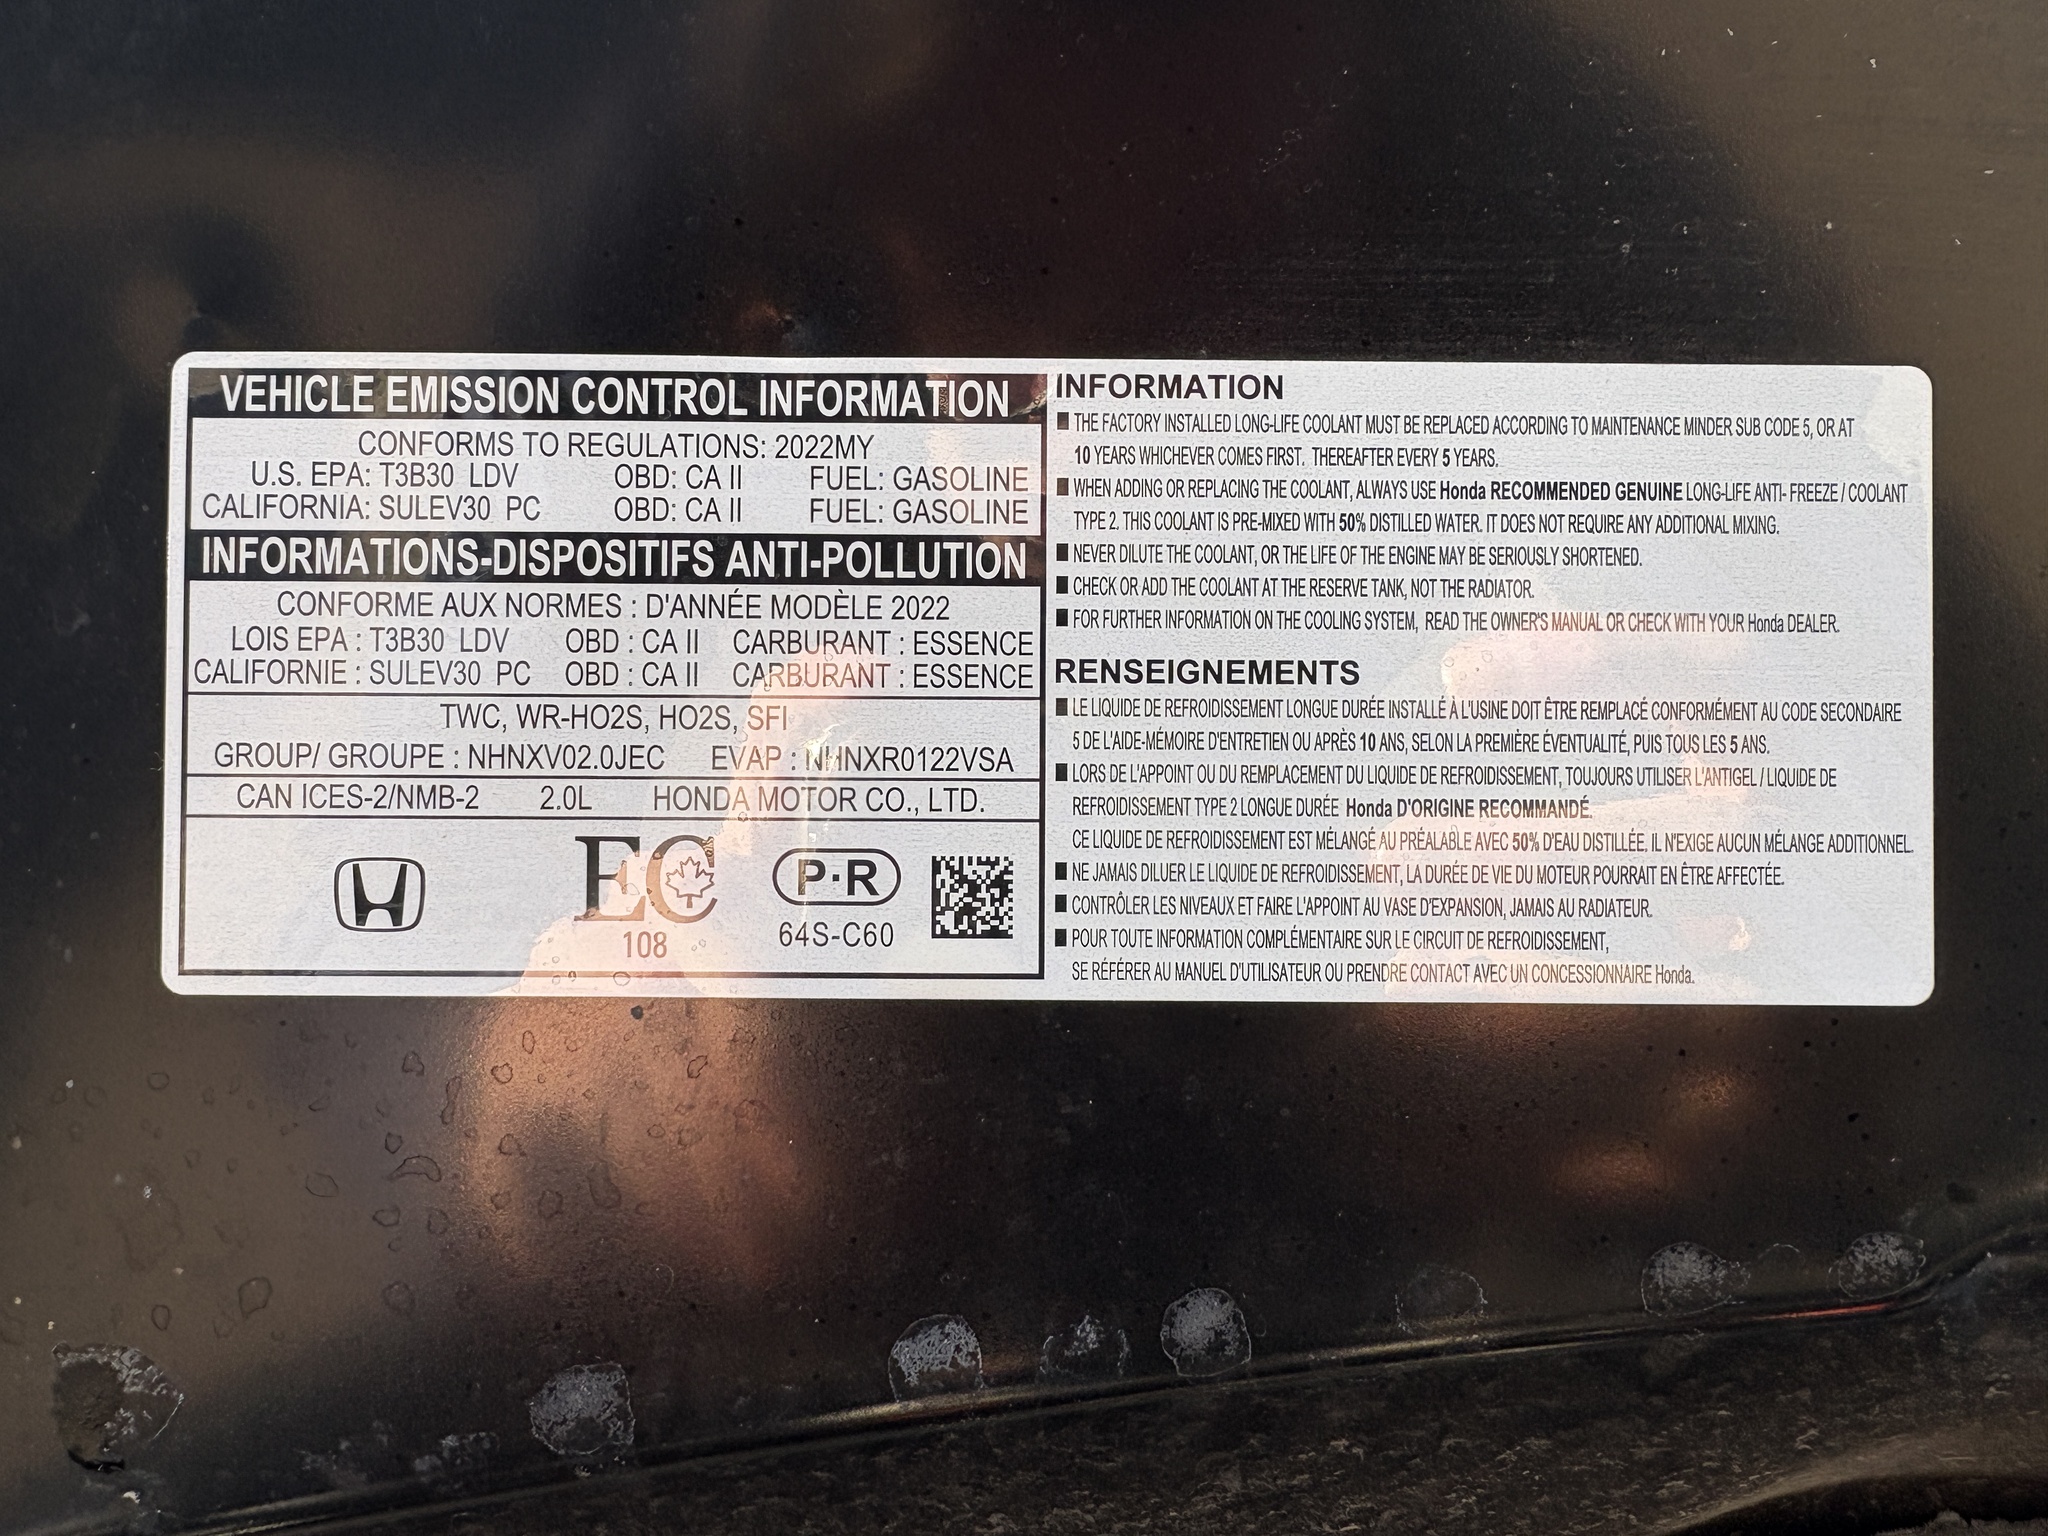 VEHICLE EMISSION CONTROL INFORMATION
CONFORMS TO REGULATIONS: 2022MY
U.S. EPA: T3B30 LDV OBD: CA II FUEL: GASOLINE
CALIFORNIA: SULEV30 PC OBD: CA II FUEL: GASOLINE
INFORMATIONS-DISPOSITIFS ANTI-POLLUTION
CONFORME AUX NORMES : D'ANNÉE MODÈLE 2022
LOIS EPA : T3B30 LDV OBD : CA II CARBURANT : ESSENCE
CALIFORNIE : SULEV30 PC OBD : CA II CARBURANT : ESSENCE
TWC, WR-HO2S, HO2S, SFI
GROUP/ GROUPE : NHNXV02.0JEC EVAP : NHNXR0122VSA
CAN ICES-2/NMB-2 2.0L HONDA MOTOR CO., LTD.
EC
108
P·R
64S-C60
INFORMATION
■ THE FACTORY INSTALLED LONG-LIFE COOLANT MUST BE REPLACED ACCORDING TO MAINTENANCE MINDER SUB CODE 5, OR AT
10 YEARS WHICHEVER COMES FIRST. THEREAFTER EVERY 5 YEARS.
■ WHEN ADDING OR REPLACING THE COOLANT, ALWAYS USE Honda RECOMMENDED GENUINE LONG-LIFE ANTI- FREEZE / COOLANT
TYPE 2. THIS COOLANT IS PRE-MIXED WITH 50% DISTILLED WATER. IT DOES NOT REQUIRE ANY ADDITIONAL MIXING.
■ NEVER DILUTE THE COOLANT, OR THE LIFE OF THE ENGINE MAY BE SERIOUSLY SHORTENED.
■ CHECK OR ADD THE COOLANT AT THE RESERVE TANK, NOT THE RADIATOR.
■ FOR FURTHER INFORMATION ON THE COOLING SYSTEM, READ THE OWNER'S MANUAL OR CHECK WITH YOUR Honda DEALER.
RENSEIGNEMENTS
■ LE LIQUIDE DE REFROIDISSEMENT LONGUE DURÉE INSTALLÉ À L'USINE DOIT ÊTRE REMPLACÉ CONFORMÉMENT AU CODE SECONDAIRE
5 DE L'AIDE-MÉMOIRE D'ENTRETIEN OU APRÈS 10 ANS, SELON LA PREMIÈRE ÉVENTUALITÉ, PUIS TOUS LES 5 ANS.
■ LORS DE L'APPOINT OU DU REMPLACEMENT DU LIQUIDE DE REFROIDISSEMENT, TOUJOURS UTILISER L'ANTIGEL / LIQUIDE DE
REFROIDISSEMENT TYPE 2 LONGUE DURÉE Honda D'ORIGINE RECOMMANDÉ.
CE LIQUIDE DE REFROIDISSEMENT EST MÉLANGÉ AU PRÉALABLE AVEC 50% D'EAU DISTILLÉE. IL N'EXIGE AUCUN MÉLANGE ADDITIONNEL.
■ NE JAMAIS DILUER LE LIQUIDE DE REFROIDISSEMENT, LA DURÉE DE VIE DU MOTEUR POURRAIT EN ÊTRE AFFECTÉE.
■ CONTRÔLER LES NIVEAUX ET FAIRE L'APPOINT AU VASE D'EXPANSION, JAMAIS AU RADIATEUR.
■ POUR TOUTE INFORMATION COMPLÉMENTAIRE SUR LE CIRCUIT DE REFROIDISSEMENT,
SE RÉFÉRER AU MANUEL D'UTILISATEUR OU PRENDRE CONTACT AVEC UN CONCESSIONNAIRE Honda.